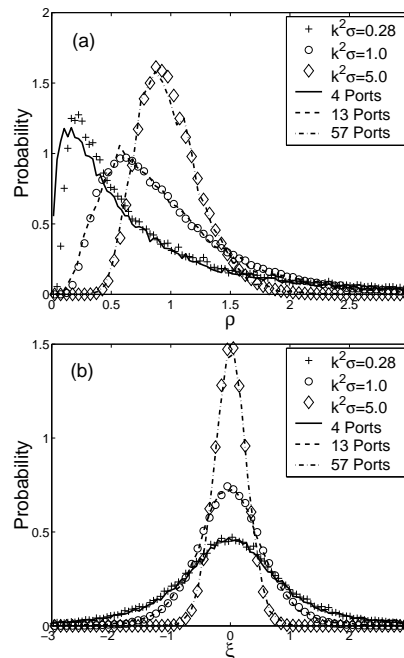 2
(a)
k²σ=0.28
k²σ=1.0
k²σ=5.0
4 Ports
13 Ports
57 Ports
1.5
1
0.5
0
Probability
0 0.5 1 1.5 2 2.5
ρ
1.5
(b)
k²σ=0.28
k²σ=1.0
k²σ=5.0
4 Ports
13 Ports
57 Ports
1
0.5
0
Probability
−3 −2 −1 0 1 2
ξ